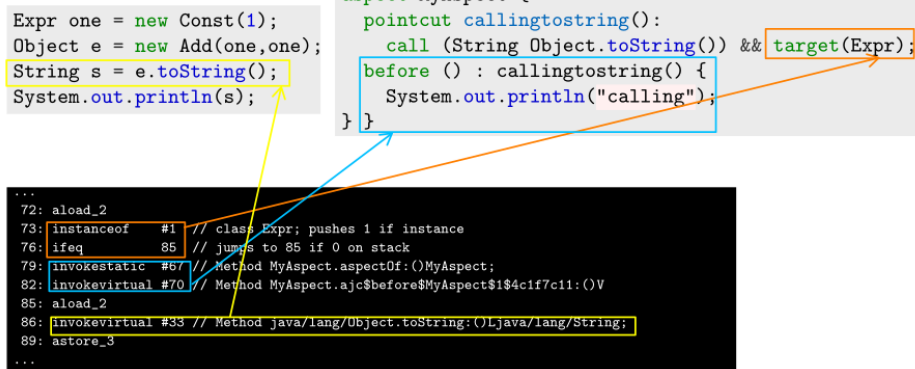 Expr one = new Const(1);
Object e = new Add(one,one);
String s = e.toString();
System.out.println(s);
aspect MyAspect {
pointcut callingtostring():
call (String Object.toString()) && target(Expr);
before () : callingtostring() {
System.out.println("calling");
} }
...
72: aload_2
73: instanceof #1 // class Expr; pushes 1 if instance
76: ifeq 85 // jumps to 85 if 0 on stack
79: invokestatic #67 // Method MyAspect.aspectOf:()MyAspect;
82: invokevirtual #70 // Method MyAspect.ajc$before$MyAspect$1$4c1f7c11:()V
85: aload_2
86: invokevirtual #33 // Method java/lang/Object.toString:()Ljava/lang/String;
89: astore_3
...